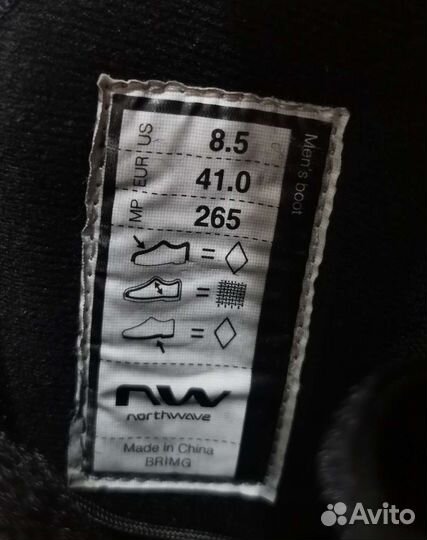 US 8.5
EUR 41.0
MP 265
Men's boot
=
=
=
nw
northwave
Made in China
BRIMG
Avito